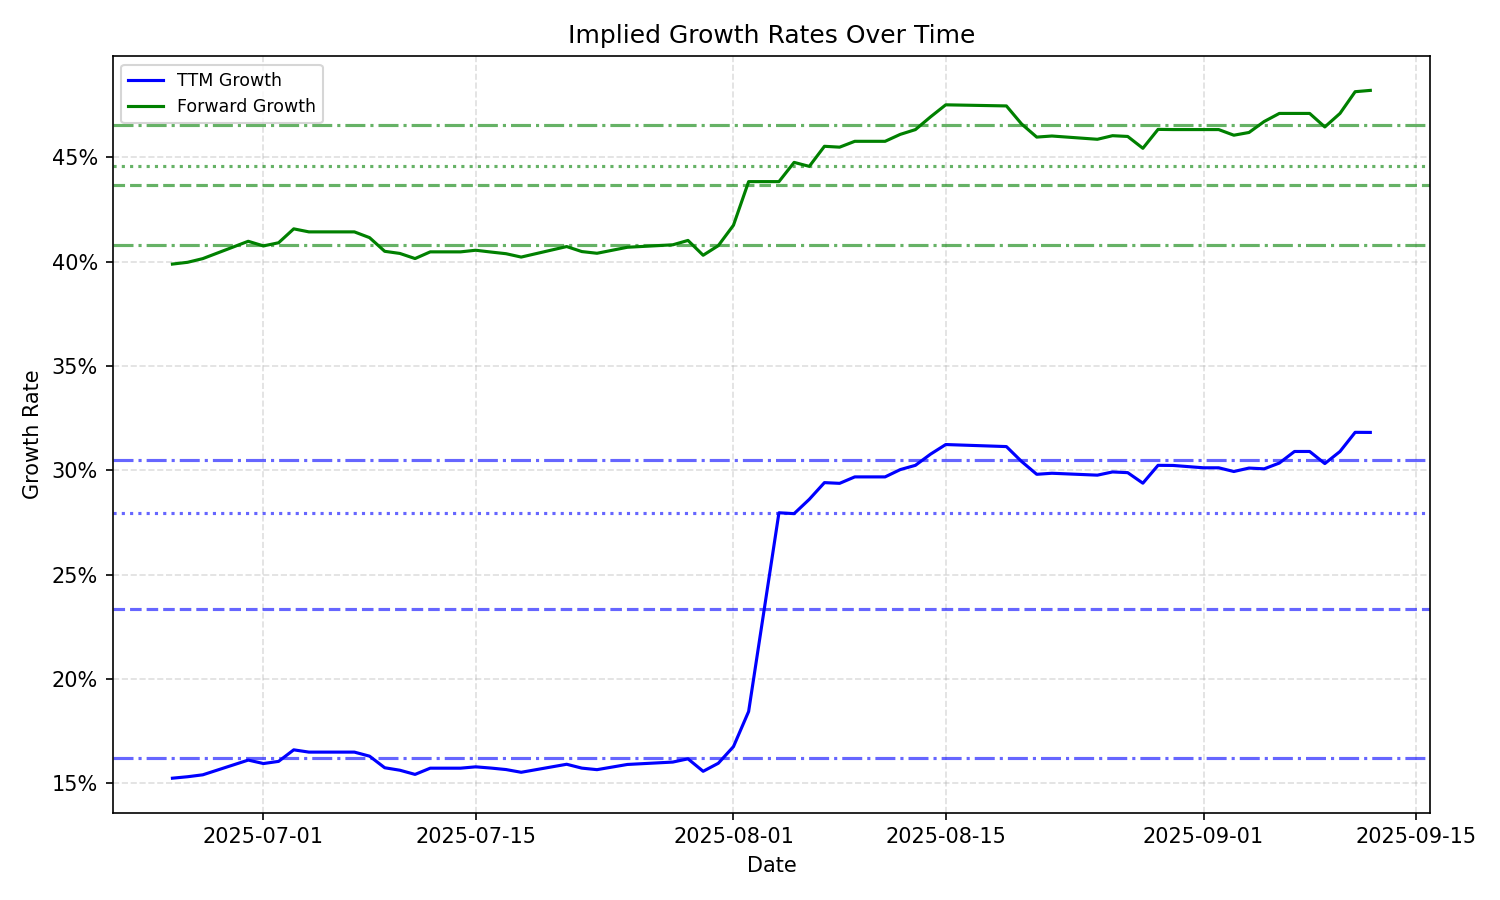 Implied Growth Rates Over Time
TTM Growth
Forward Growth
45%
40%
35%
30%
25%
20%
15%
Growth Rate
2025-07-01
2025-07-15
2025-08-01
2025-08-15
2025-09-01
2025-09-15
Date